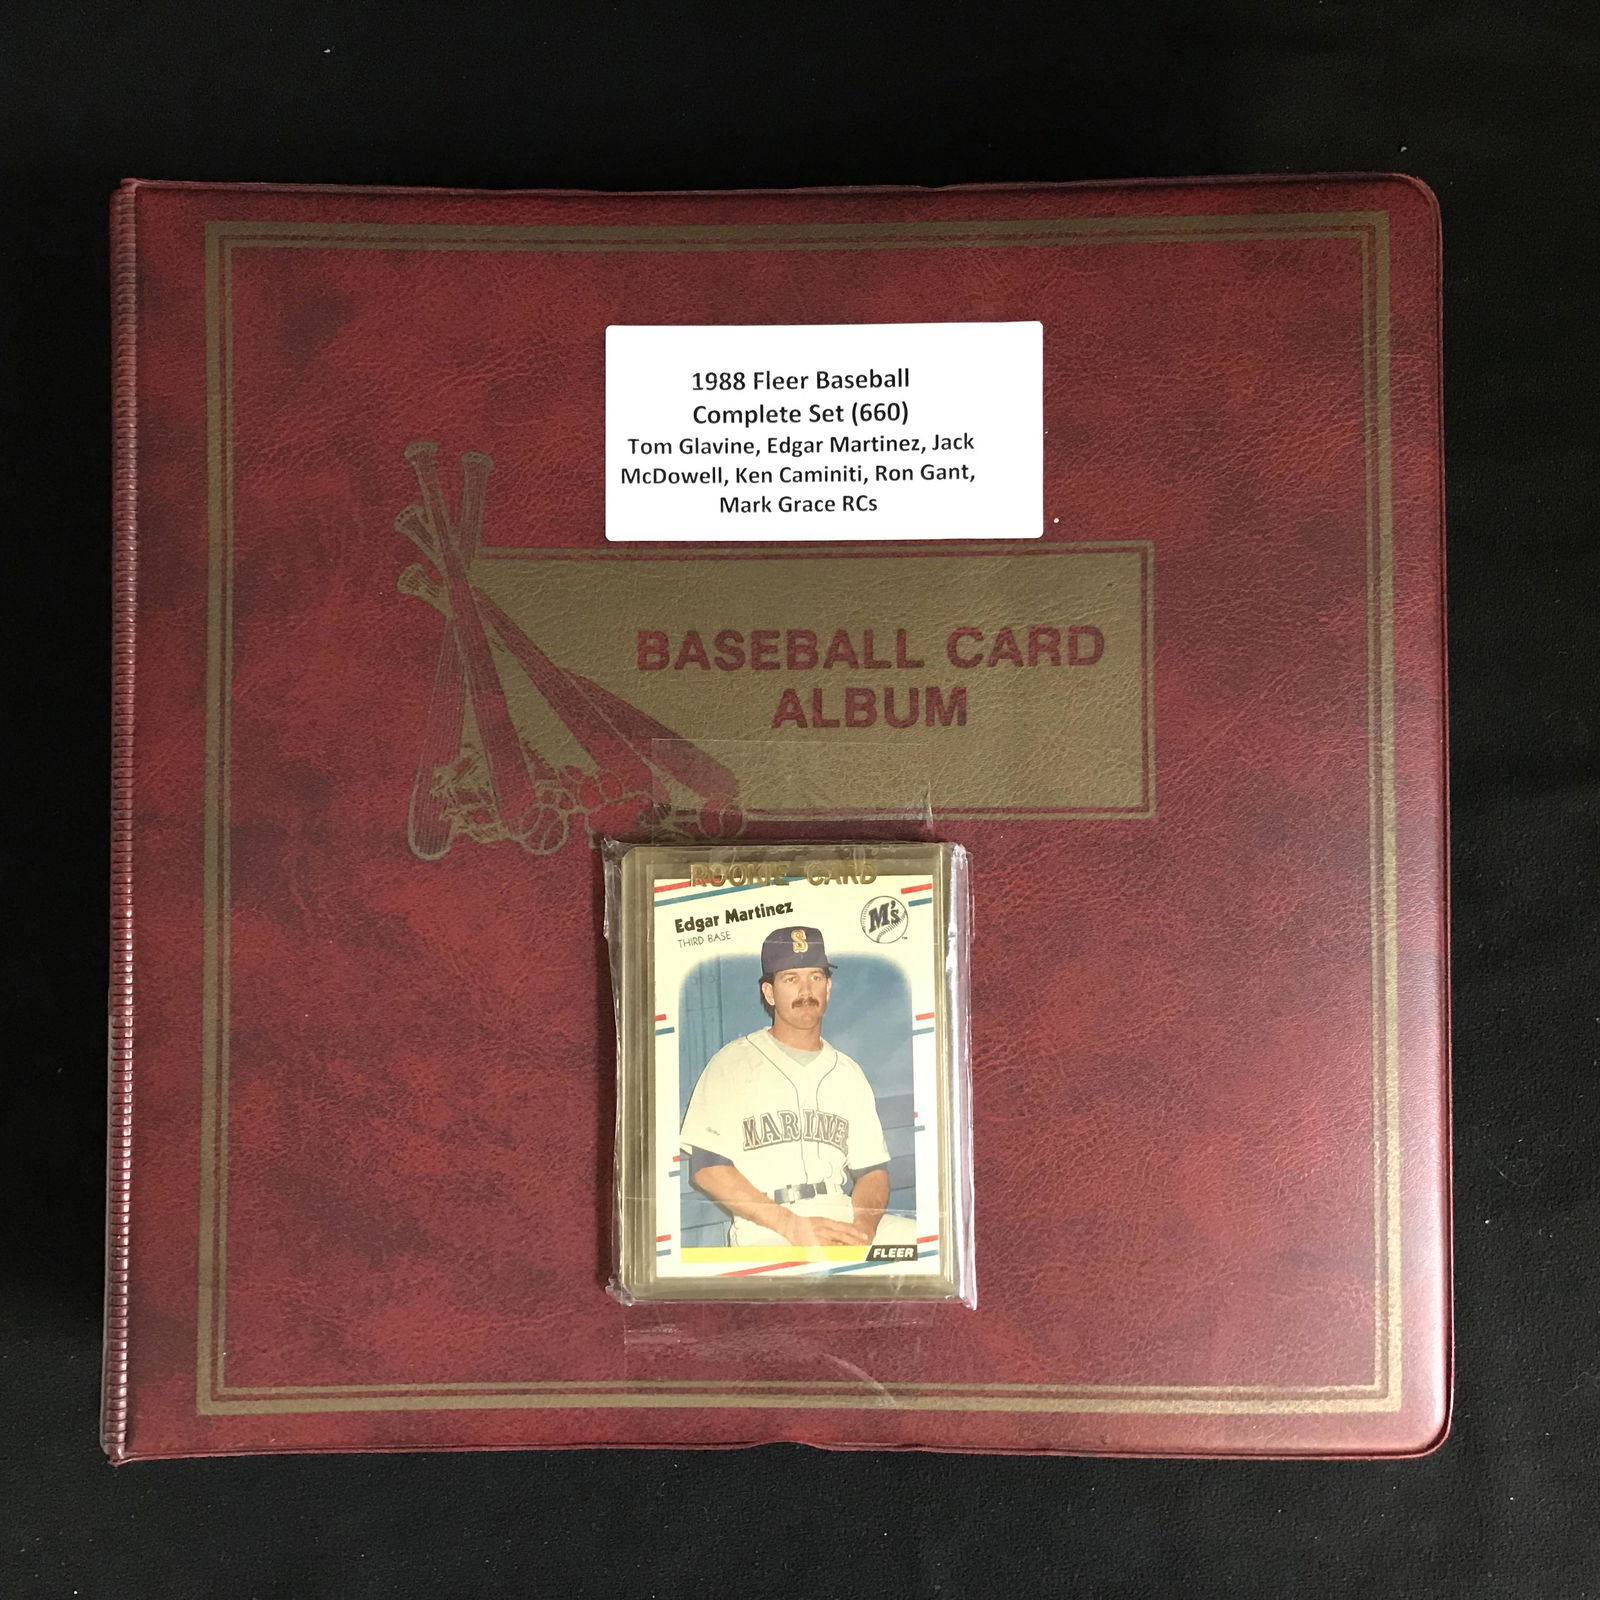 1988 Fleer Baseball
Complete Set (660)
Tom Glavine, Edgar Martinez, Jack
McDowell, Ken Caminiti, Ron Gant,
Mark Grace RCs
BASEBALL CARD
ALBUM
ROOKIE CARD
Edgar Martinez
THIRD BASE
M's
S
MARINE
FLEER